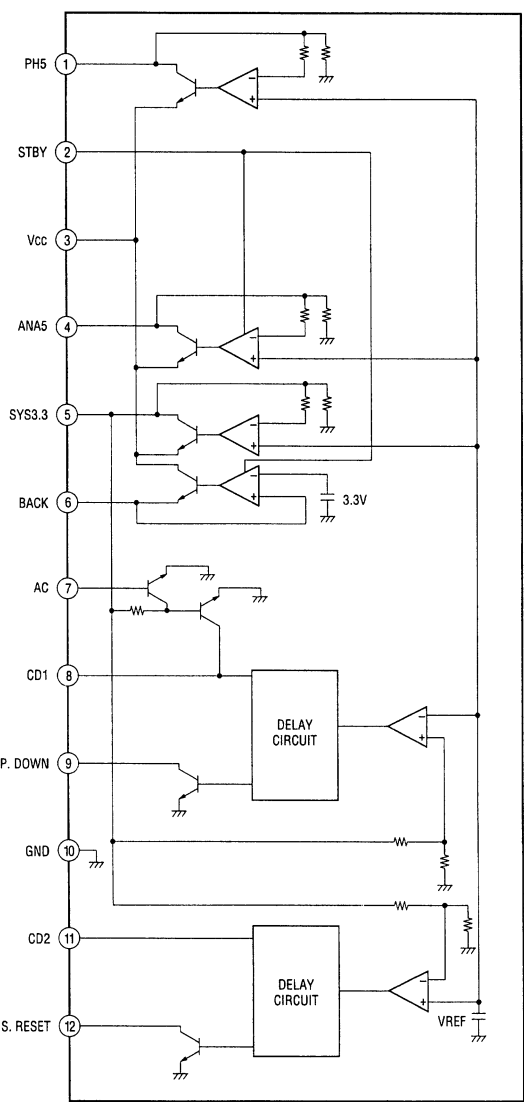 PH5 1
STBY 2
Vcc 3
ANA5 4
SYS3.3 5
BACK 6
3.3V
AC 7
CD1 8
DELAY
CIRCUIT
P. DOWN 9
GND 10
CD2 11
DELAY
CIRCUIT
VREF
S. RESET 12